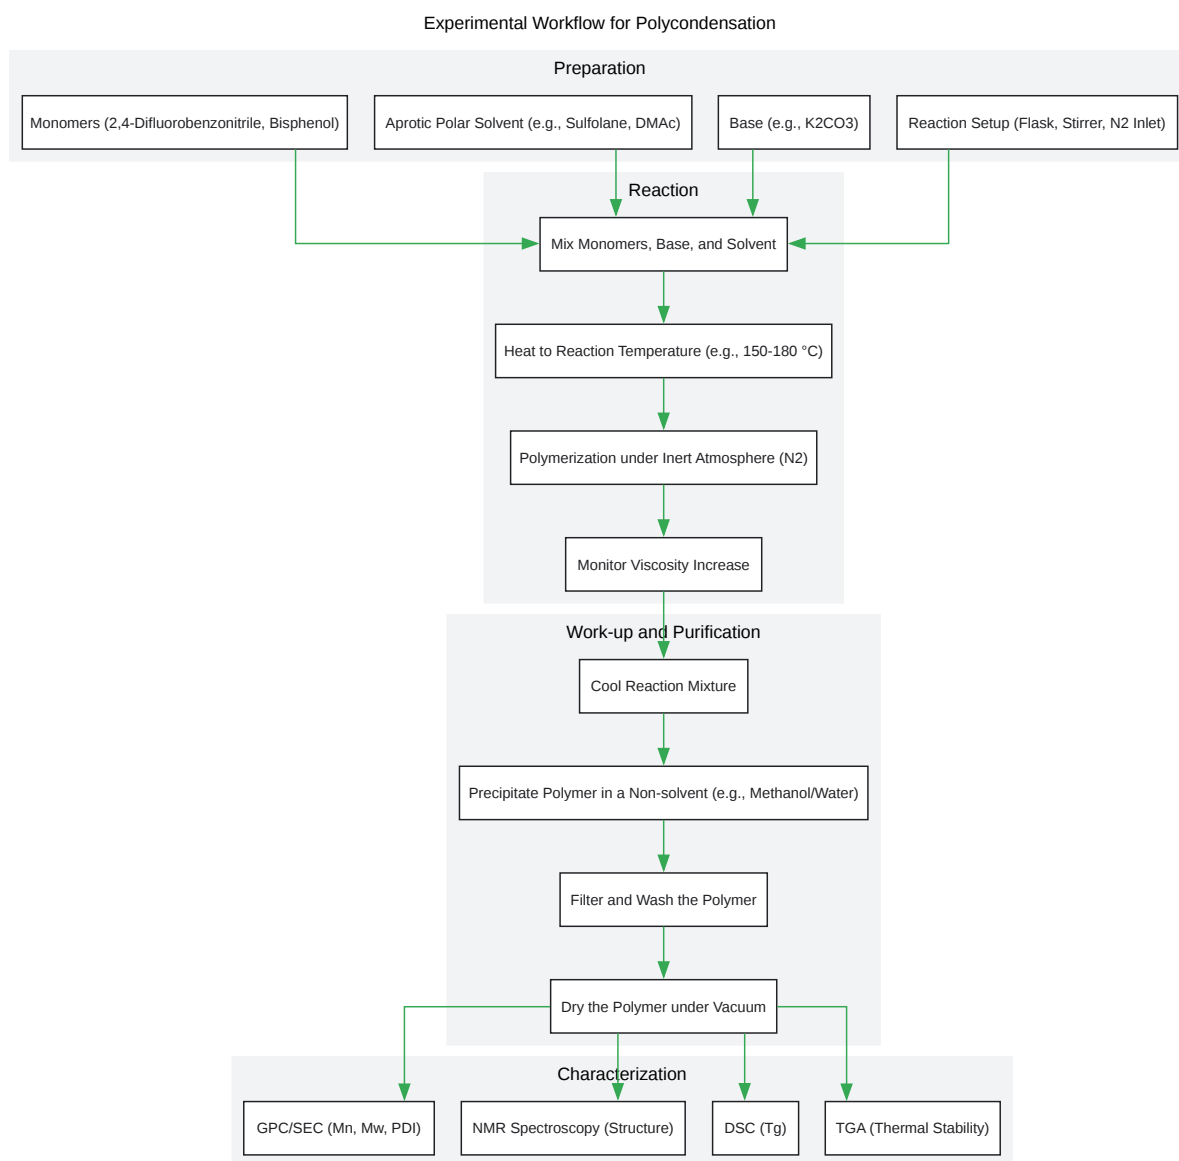 Experimental Workflow for Polycondensation
Preparation
Monomers (2,4-Difluorobenzonitrile, Bisphenol)
Aprotic Polar Solvent (e.g., Sulfolane, DMAc)
Base (e.g., K2CO3)
Reaction Setup (Flask, Stirrer, N2 Inlet)
Reaction
Mix Monomers, Base, and Solvent
Heat to Reaction Temperature (e.g., 150-180 °C)
Polymerization under Inert Atmosphere (N2)
Monitor Viscosity Increase
Work-up and Purification
Cool Reaction Mixture
Precipitate Polymer in a Non-solvent (e.g., Methanol/Water)
Filter and Wash the Polymer
Dry the Polymer under Vacuum
Characterization
GPC/SEC (Mn, Mw, PDI)
NMR Spectroscopy (Structure)
DSC (Tg)
TGA (Thermal Stability)